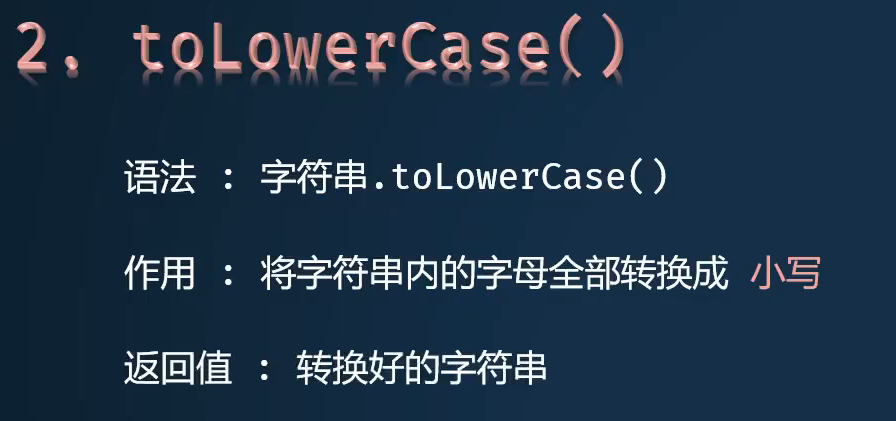 2. toLowerCase()
语法 : 字符串.toLowerCase()
作用 : 将字符串内的字母全部转换成 小写
返回值 : 转换好的字符串